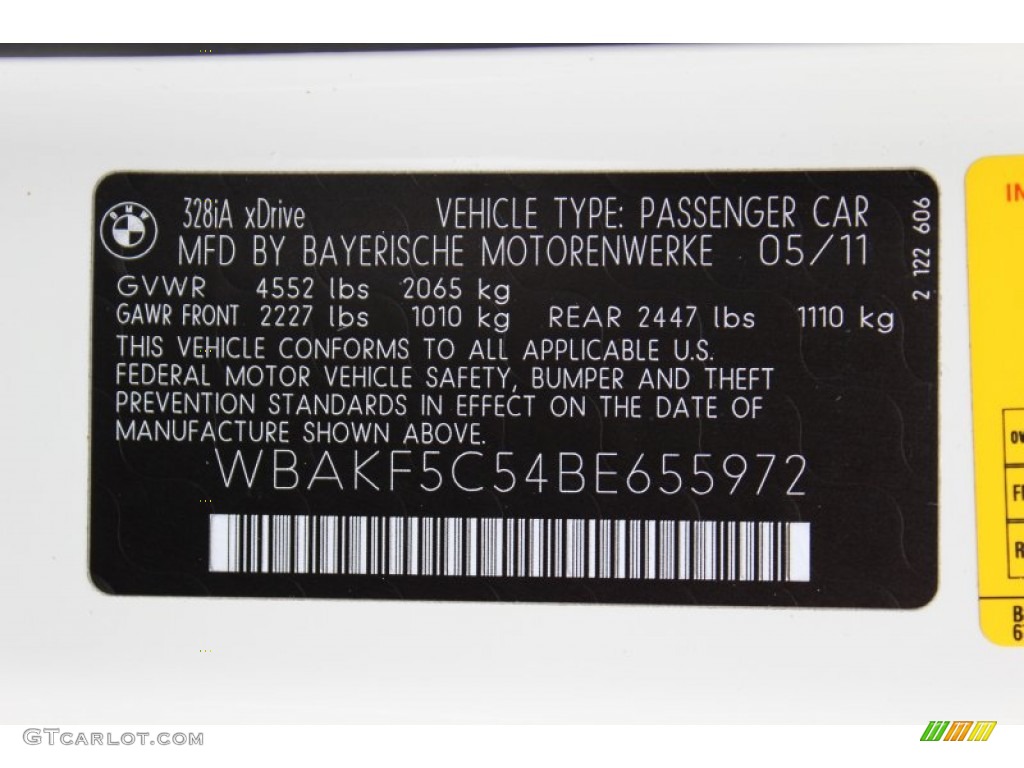 BMW
328iA xDrive VEHICLE TYPE: PASSENGER CAR
MFD BY BAYERISCHE MOTORENWERKE 05/11
GVWR 4552 lbs 2065 kg
GAWR FRONT 2227 lbs 1010 kg REAR 2447 lbs 1110 kg
THIS VEHICLE CONFORMS TO ALL APPLICABLE U.S.
FEDERAL MOTOR VEHICLE SAFETY, BUMPER AND THEFT
PREVENTION STANDARDS IN EFFECT ON THE DATE OF
MANUFACTURE SHOWN ABOVE.
WBAKF5C54BE655972
2 122 606
GTCARLOT.COM